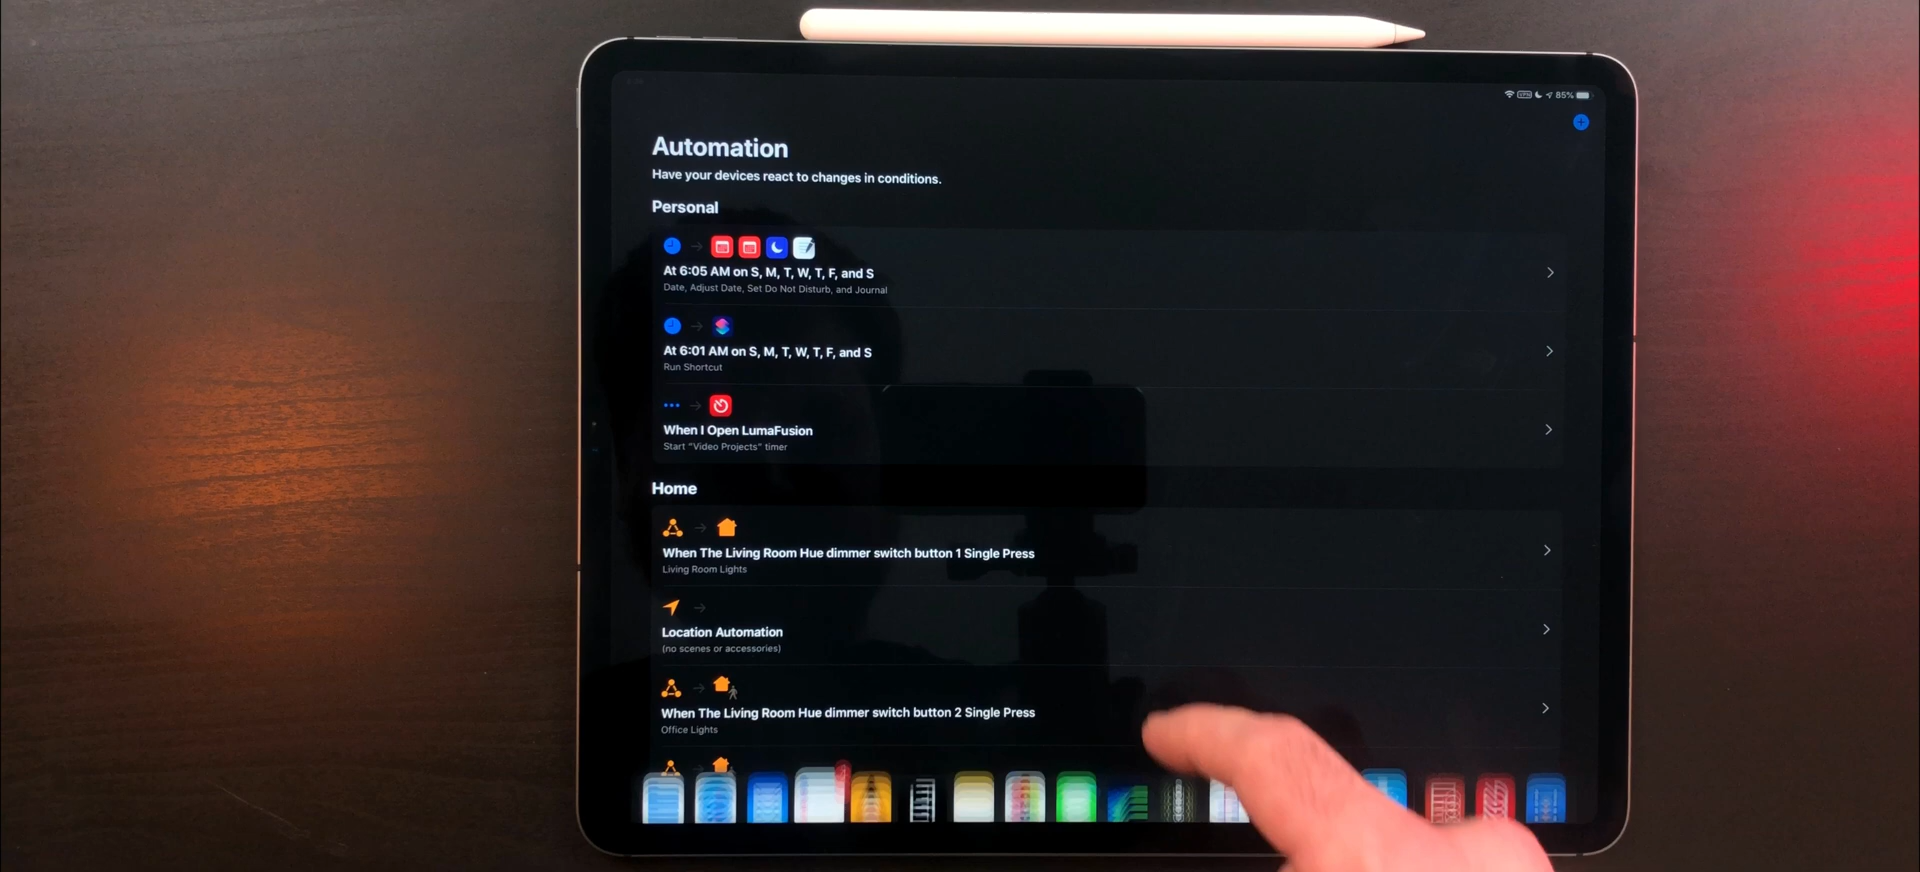 VPN 85%
Automation
Have your devices react to changes in conditions.
Personal
At 6:05 AM on S, M, T, W, T, F, and S
Date, Adjust Date, Set Do Not Disturb, and Journal
At 6:01 AM on S, M, T, W, T, F, and S
Run Shortcut
When I Open LumaFusion
Start “Video Projects” timer
Home
When The Living Room Hue dimmer switch button 1 Single Press
Living Room Lights
Location Automation
(no scenes or accessories)
When The Living Room Hue dimmer switch button 2 Single Press
Office Lights